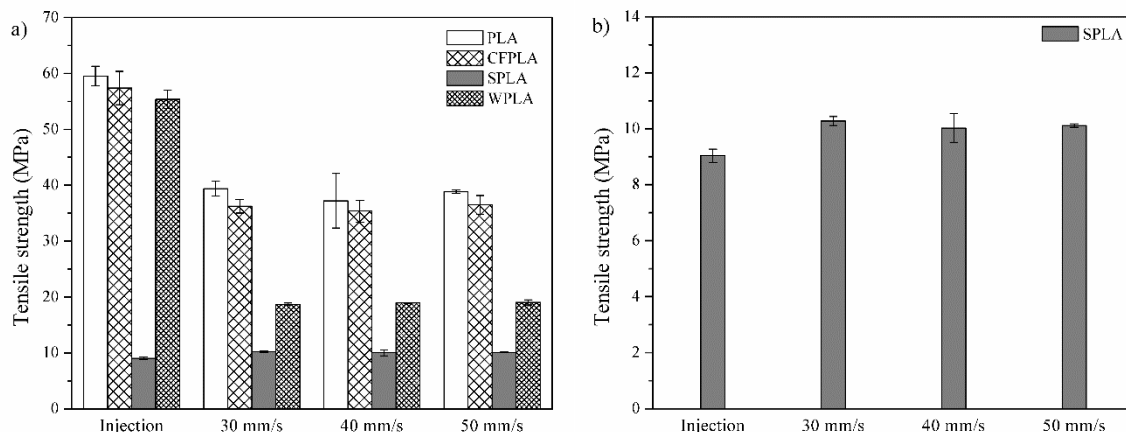 a)
Tensile strength (MPa)
70
60
50
40
30
20
10
0
PLA
CFPLA
SPLA
WPLA
Injection
30 mm/s
40 mm/s
50 mm/s
b)
Tensile strength (MPa)
14
12
10
8
6
4
2
0
SPLA
Injection
30 mm/s
40 mm/s
50 mm/s